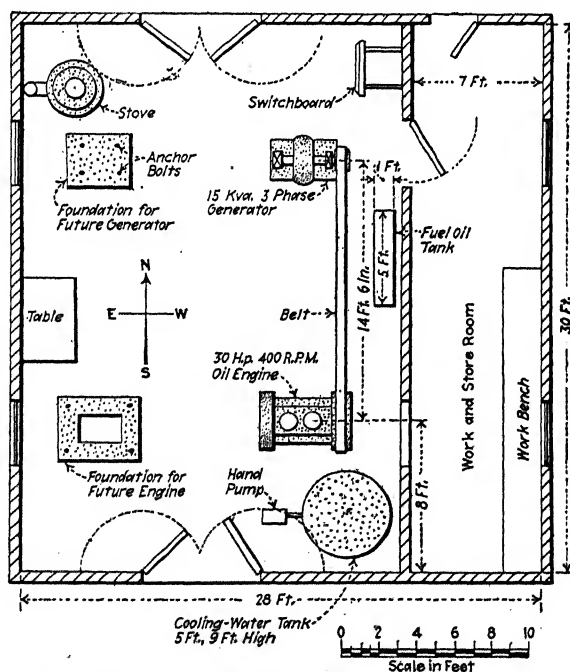 Stove
Switchboard
7 Ft.
Anchor
Bolts
Foundation for
Future Generator
15 Kva. 3 Phase
Generator
1 Ft.
Fuel Oil
Tank
5 Ft.
14 Ft. 6 In.
30 Ft.
N
E W
S
Table
Belt
30 H.p. 400 R.P.M.
Oil Engine
Work and Store Room
Work Bench
Foundation for
Future Engine
Hand
Pump
8 Ft.
28 Ft.
Cooling-Water Tank
5 Ft., 9 Ft. High
0 2 4 6 8 10
Scale in Feet